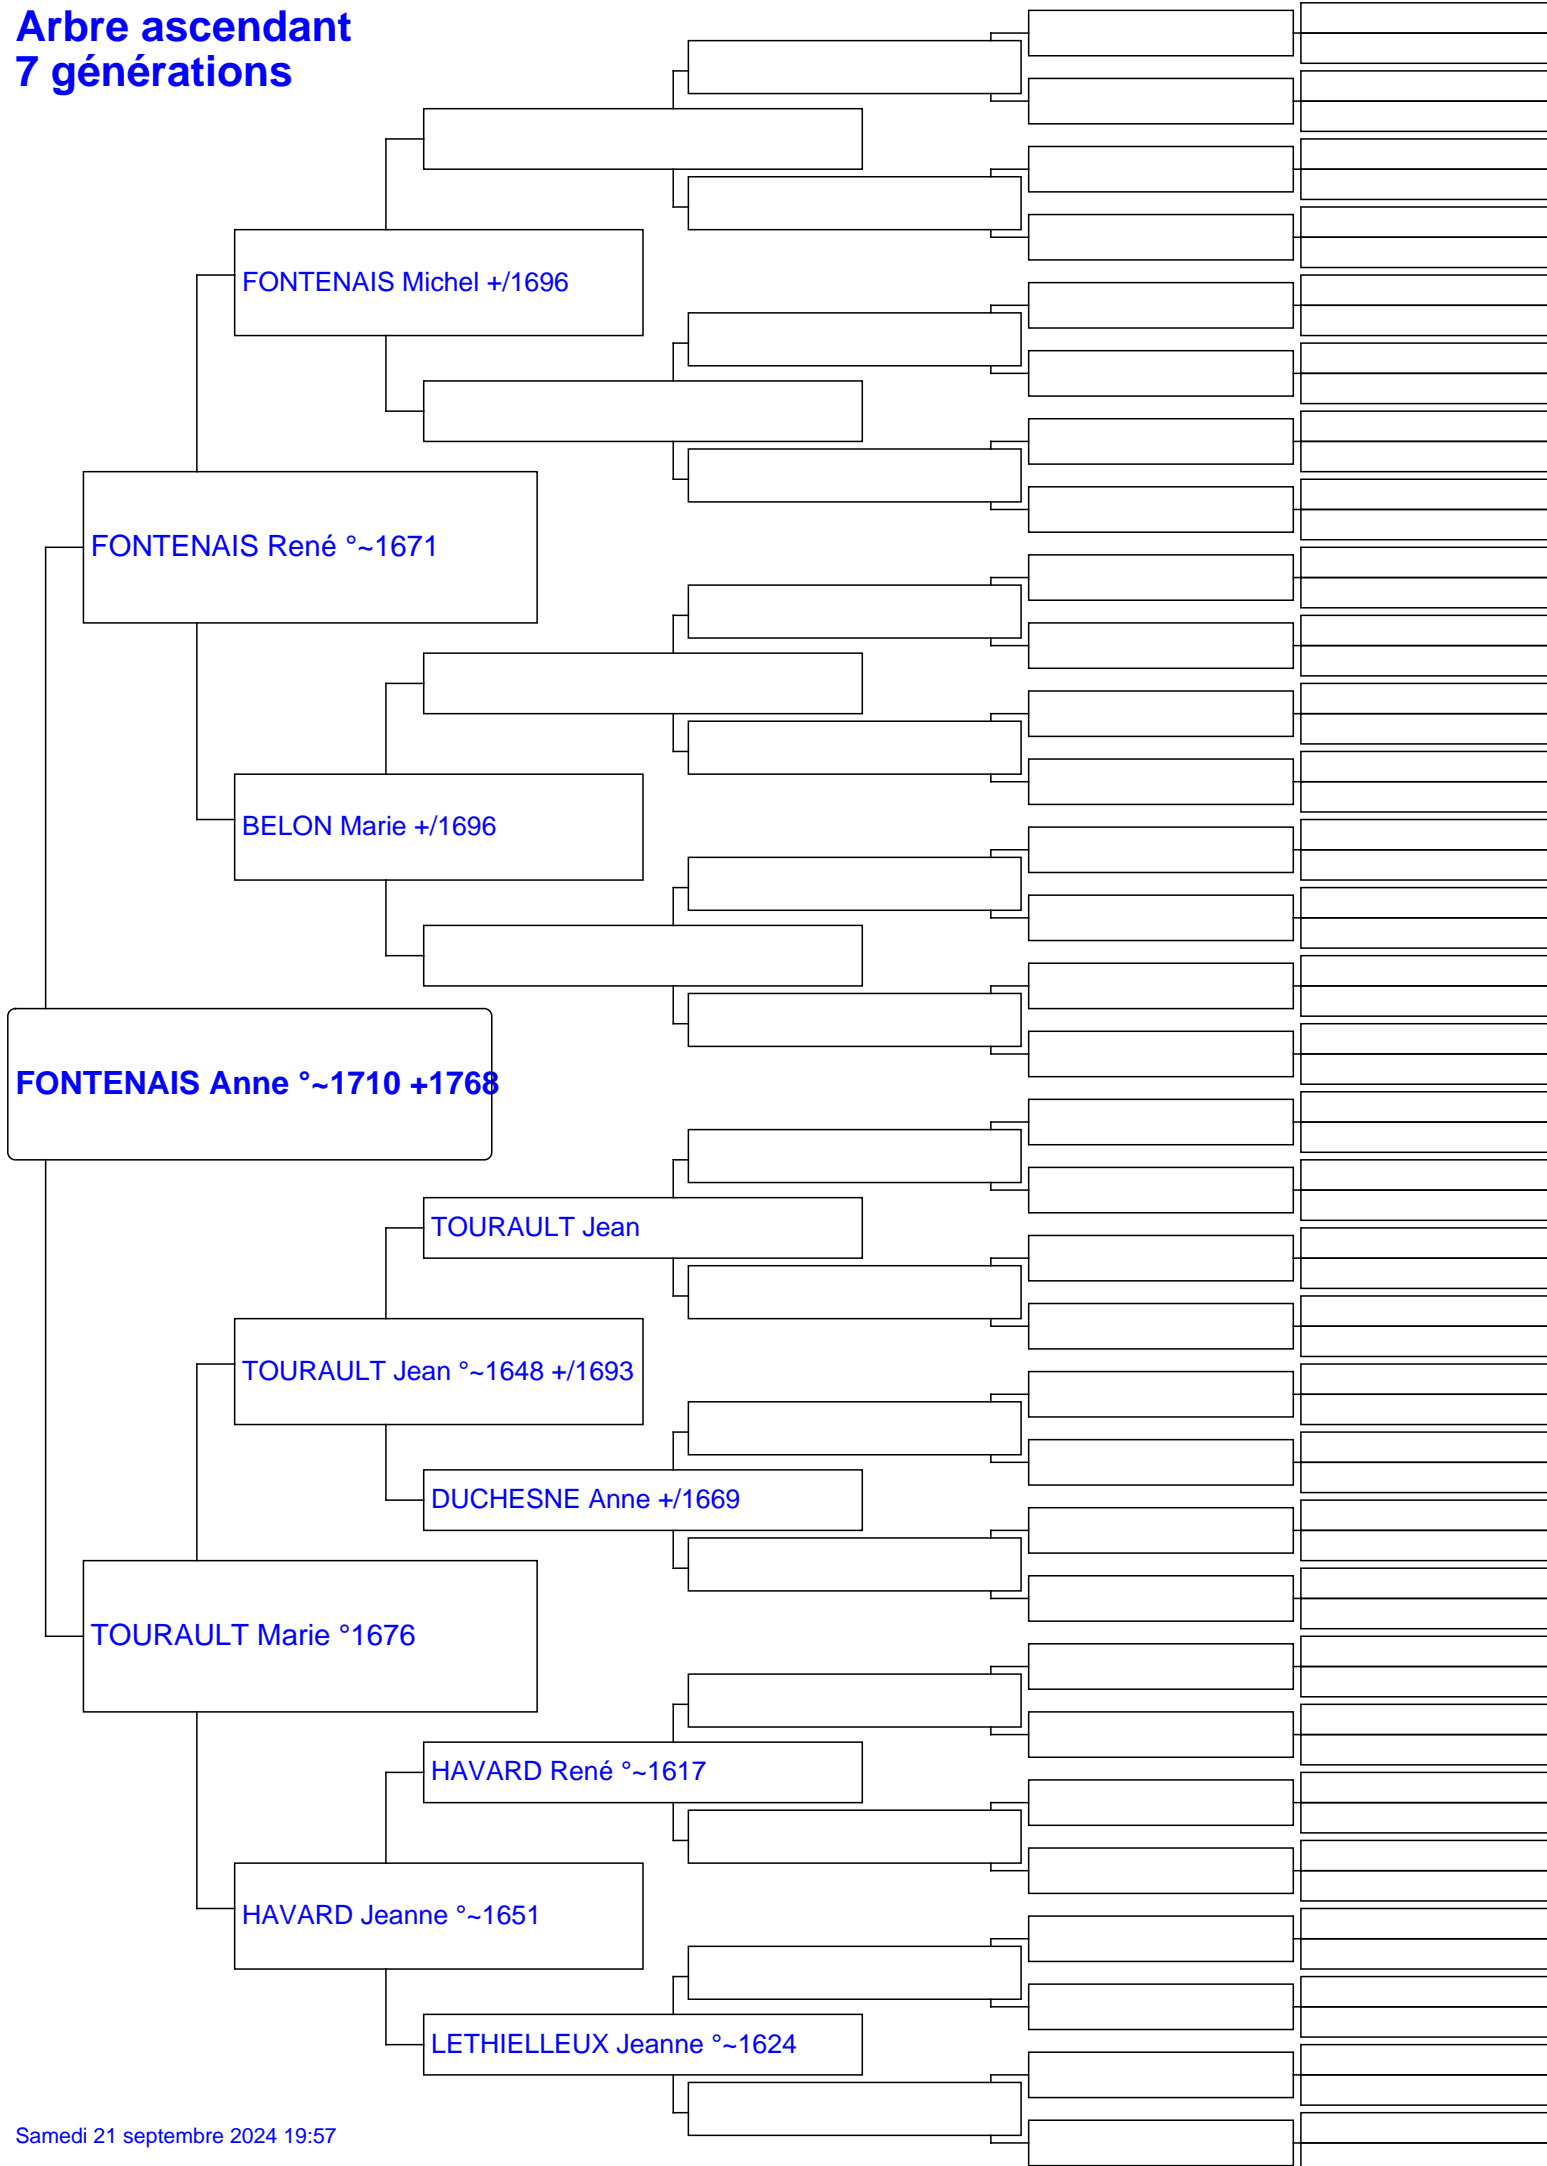 Arbre ascendant
7 générations
FONTENAIS Michel +/1696
FONTENAIS René °~1671
BELON Marie +/1696
FONTENAIS Anne °~1710 +1768
TOURAULT Jean
TOURAULT Jean °~1648 +/1693
DUCHESNE Anne +/1669
TOURAULT Marie °1676
HAVARD René °~1617
HAVARD Jeanne °~1651
LETHIELLEUX Jeanne °~1624
Samedi 21 septembre 2024 19:57